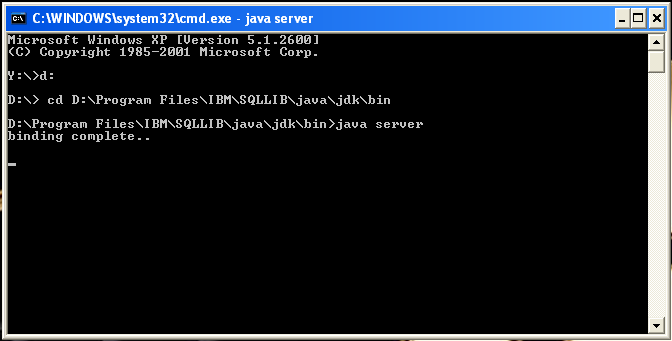 C:\WINDOWS\system32\cmd.exe - java server
Microsoft Windows XP [Version 5.1.2600]
(C) Copyright 1985-2001 Microsoft Corp.
Y:\>d:
D:\> cd D:\Program Files\IBM\SQLLIB\java\jdk\bin
D:\Program Files\IBM\SQLLIB\java\jdk\bin>java server
binding complete..